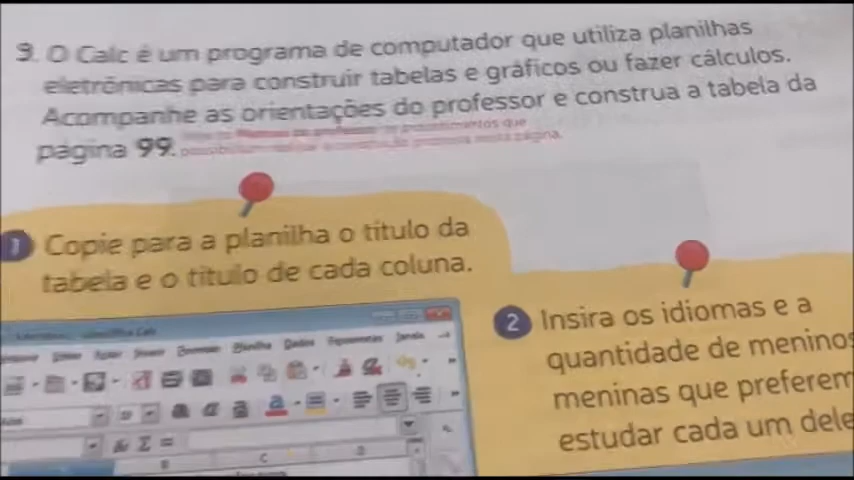 9. O Calc é um programa de computador que utiliza planilhas
eletrônicas para construir tabelas e gráficos ou fazer cálculos.
Acompanhe as orientações do professor e construa a tabela da
página 99.
1 Copie para a planilha o título da
tabela e o título de cada coluna.
2 Insira os idiomas e a
quantidade de meninos
meninas que preferem
estudar cada um dele